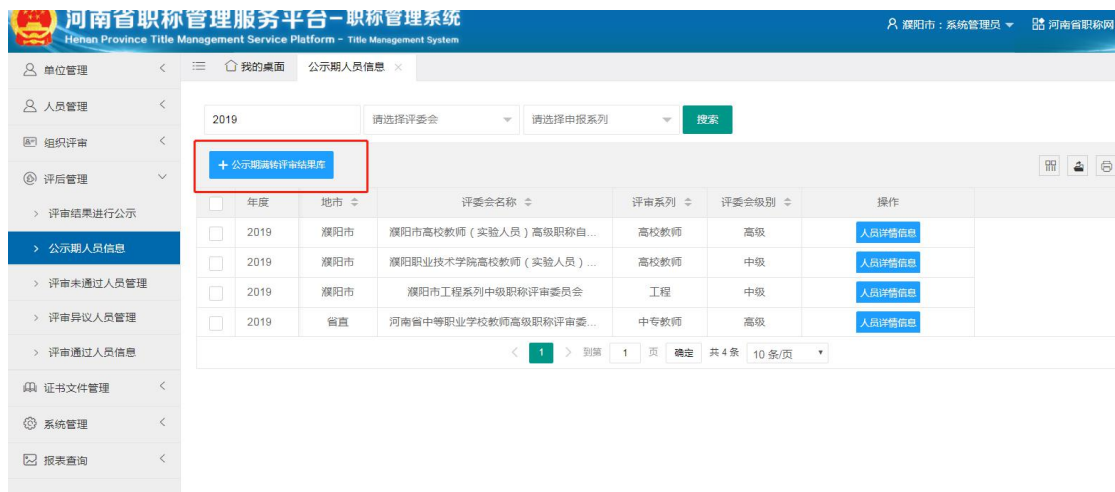 河南省职称管理服务平台-职称管理系统
Henan Province Title Management Service Platform - Title Management System
濮阳市：系统管理员
河南省职称网
单位管理
我的桌面
公示期人员信息
人员管理
2019
请选择评委会
请选择申报系列
搜索
组织评审
公示期满转评审结果库
评后管理
年度
地市
评委会名称
评审系列
评委会级别
操作
评审结果进行公示
2019
濮阳市
濮阳市高校教师（实验人员）高级职称自...
高校教师
高级
人员详情信息
公示期人员信息
2019
濮阳市
濮阳职业技术学院高校教师（实验人员）...
高校教师
中级
人员详情信息
评审未通过人员管理
2019
濮阳市
濮阳市工程系列中级职称评审委员会
工程
中级
人员详情信息
评审异议人员管理
2019
省直
河南省中等职业学校教师高级职称评审委...
中专教师
高级
人员详情信息
评审通过人员信息
1
到第
1
页
确定
共4条
10条/页
证书文件管理
系统管理
报表查询